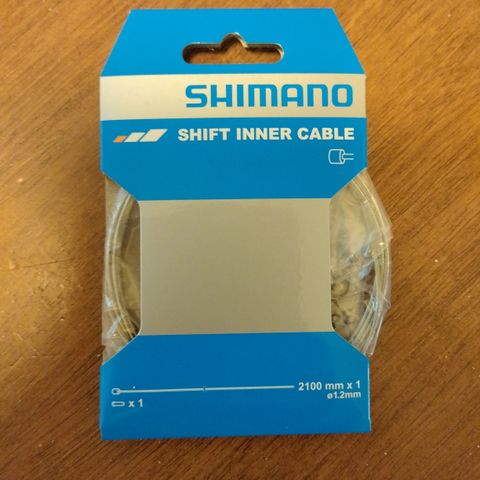 SHIMANO
SHIFT INNER CABLE
2100 mm x 1
x 1
ø1.2mm